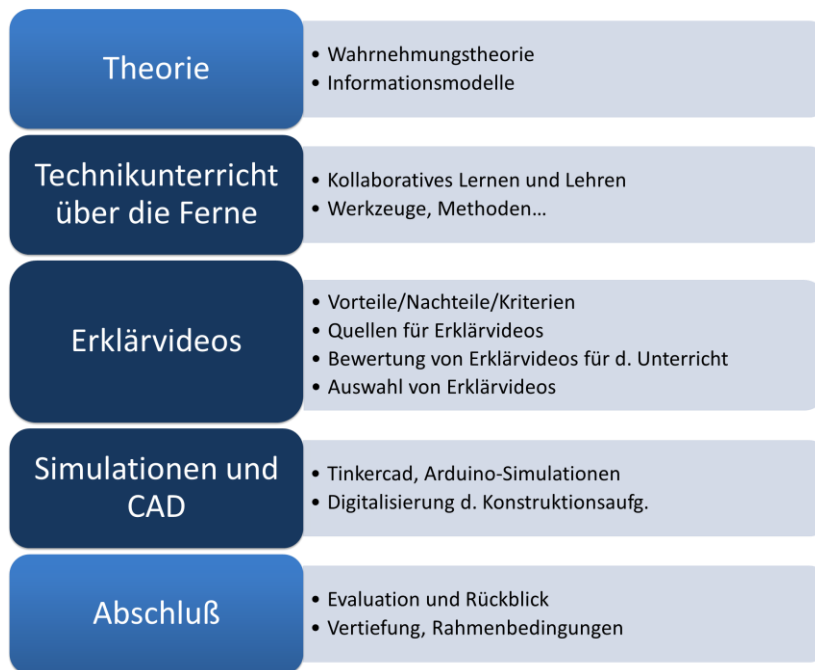 Theorie
• Wahrnehmungstheorie
• Informationsmodelle
Technikunterricht
über die Ferne
• Kollaboratives Lernen und Lehren
• Werkzeuge, Methoden…
Erklärvideos
• Vorteile/Nachteile/Kriterien
• Quellen für Erklärvideos
• Bewertung von Erklärvideos für d. Unterricht
• Auswahl von Erklärvideos
Simulationen und
CAD
• Tinkercad, Arduino-Simulationen
• Digitalisierung d. Konstruktionsaufg.
Abschluß
• Evaluation und Rückblick
• Vertiefung, Rahmenbedingungen